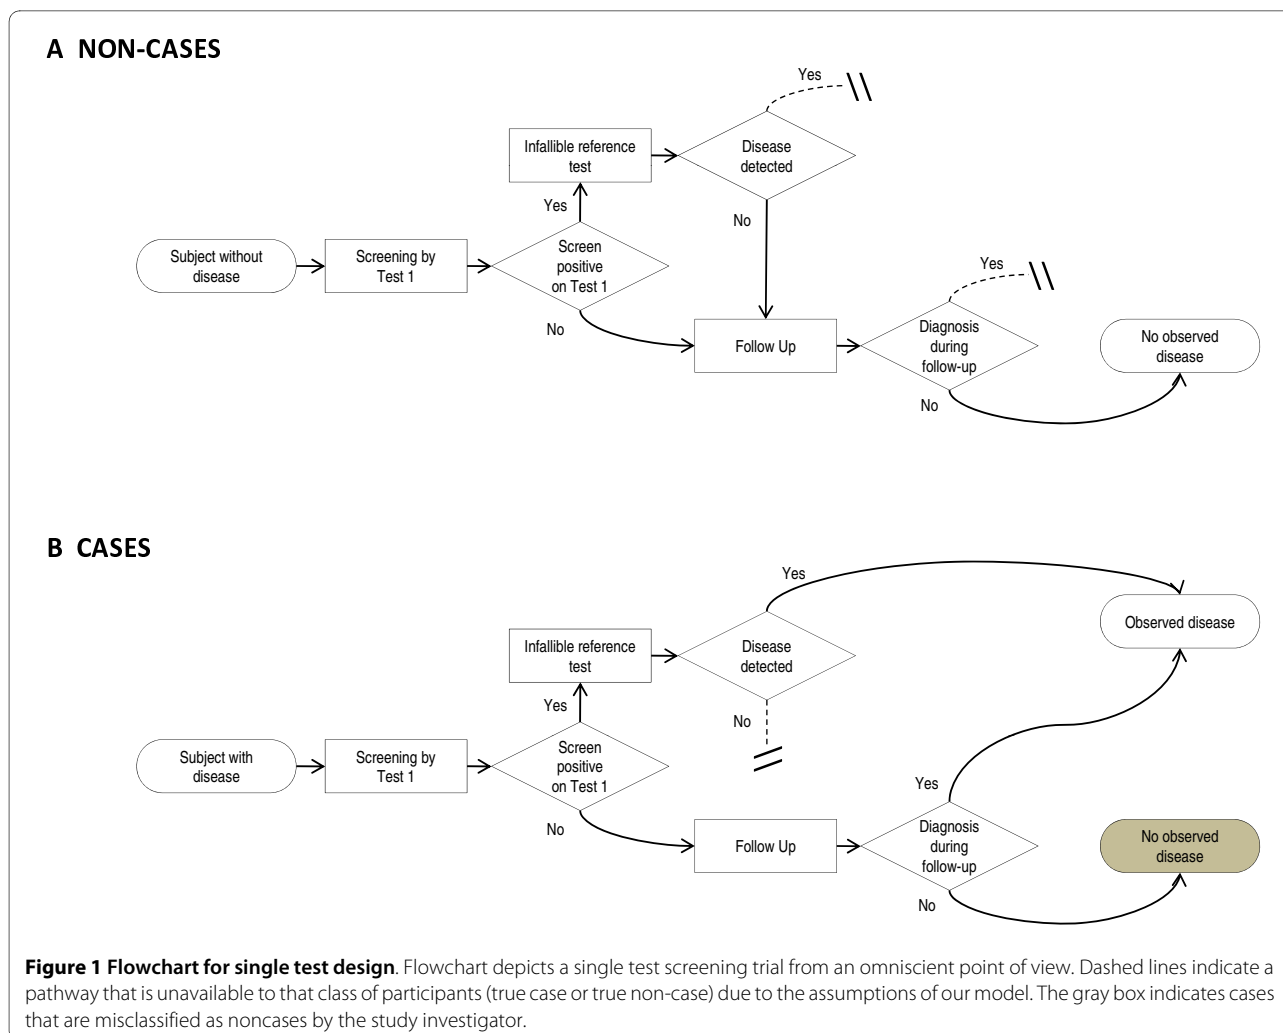 A NON-CASES
Yes
Infallible reference
test
Disease
detected
Yes
No
Subject without
disease
Screening by
Test 1
Screen
positive
on Test 1
Yes
No
Follow Up
Diagnosis
during
follow-up
No observed
disease
No
B CASES
Yes
Observed disease
Infallible reference
test
Disease
detected
Yes
No
Subject with
disease
Screening by
Test 1
Screen
positive
on Test 1
Yes
No
Follow Up
Diagnosis
during
follow-up
No observed
disease
No
Figure 1 Flowchart for single test design. Flowchart depicts a single test screening trial from an omniscient point of view. Dashed lines indicate a
pathway that is unavailable to that class of participants (true case or true non-case) due to the assumptions of our model. The gray box indicates cases
that are misclassified as noncases by the study investigator.